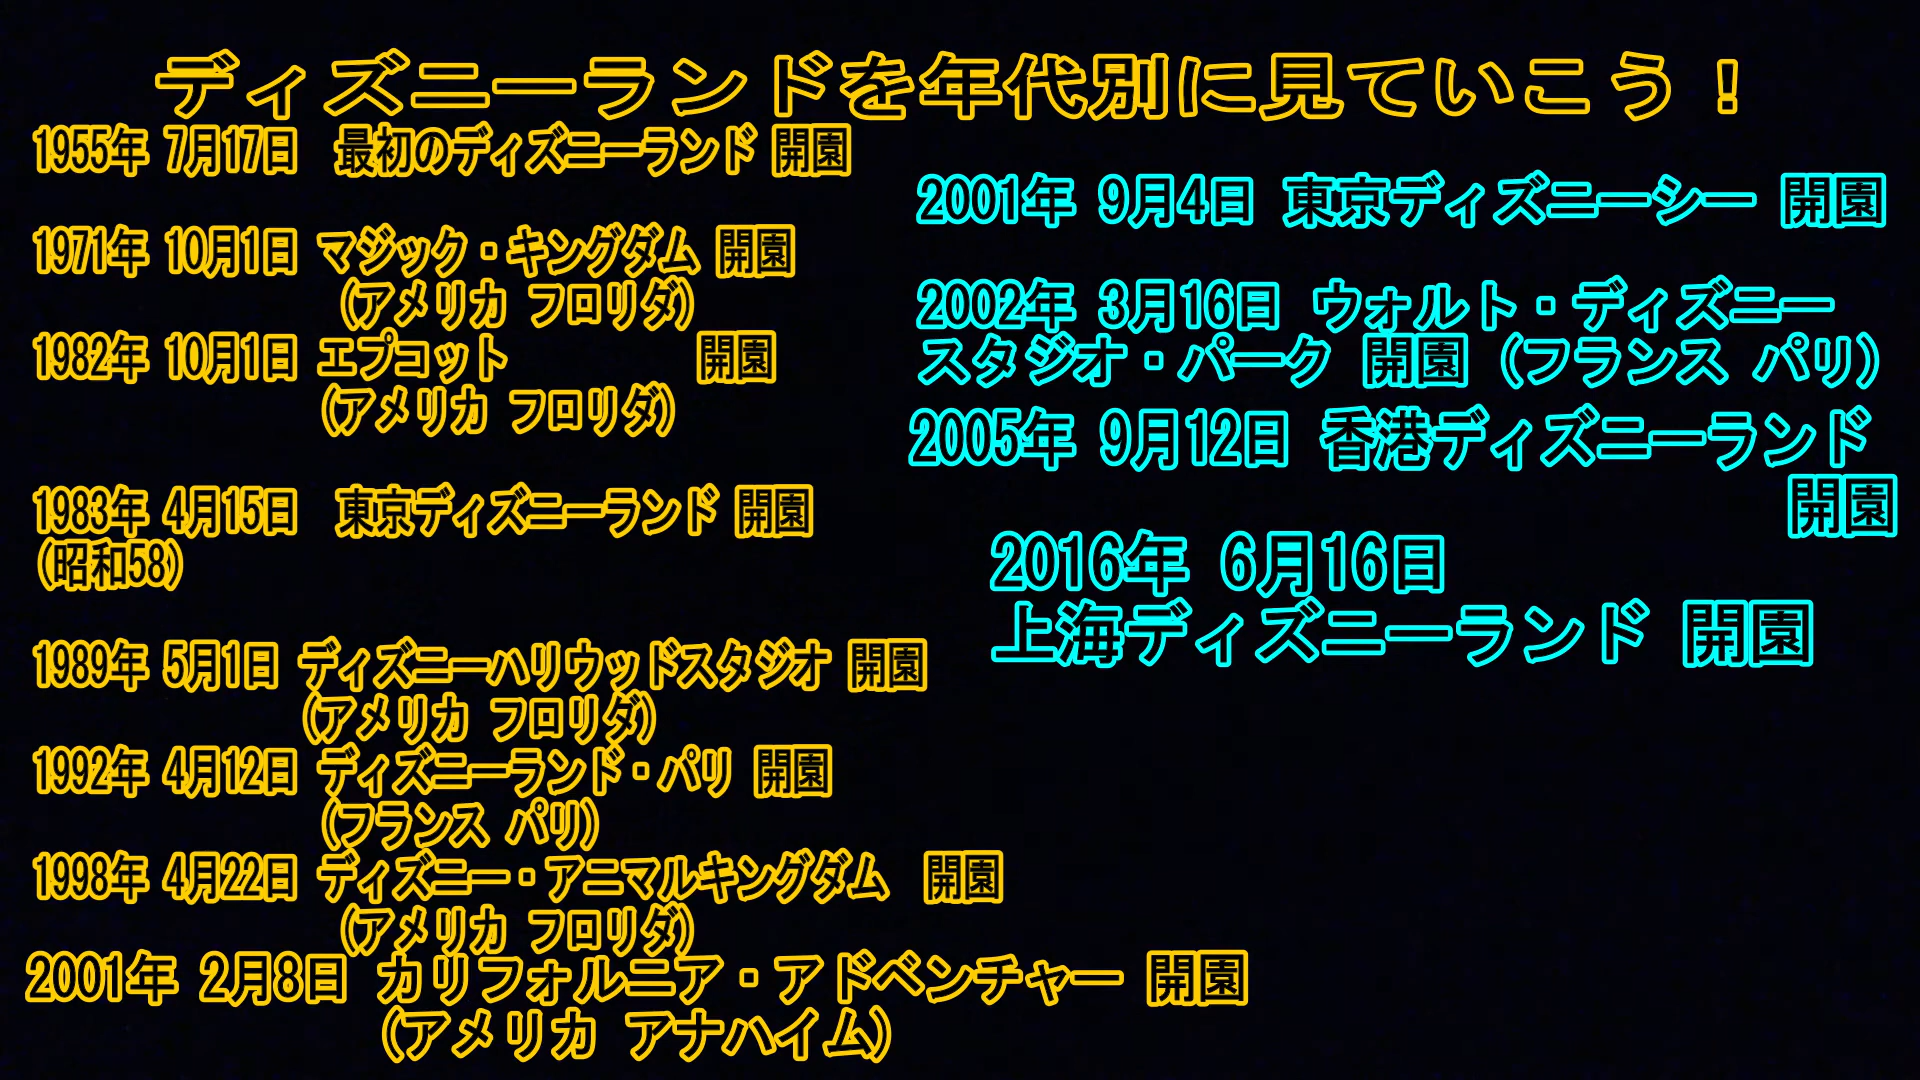 ディズニーランドを年代別に見ていこう！
1955年 7月17日　最初のディズニーランド 開園
1971年 10月1日 マジック・キングダム 開園
(アメリカ フロリダ)
1982年 10月1日 エプコット　　　　　開園
(アメリカ フロリダ)
1983年 4月15日　東京ディズニーランド 開園
(昭和58)
1989年 5月1日 ディズニーハリウッドスタジオ 開園
(アメリカ フロリダ)
1992年 4月12日 ディズニーランド・パリ 開園
(フランス パリ)
1998年 4月22日 ディズニー・アニマルキングダム　開園
(アメリカ フロリダ)
2001年 2月8日 カリフォルニア・アドベンチャー 開園
(アメリカ アナハイム)
2001年 9月4日 東京ディズニーシー 開園
2002年 3月16日 ウォルト・ディズニー
スタジオ・パーク 開園 (フランス パリ)
2005年 9月12日 香港ディズニーランド
開園
2016年 6月16日
上海ディズニーランド 開園